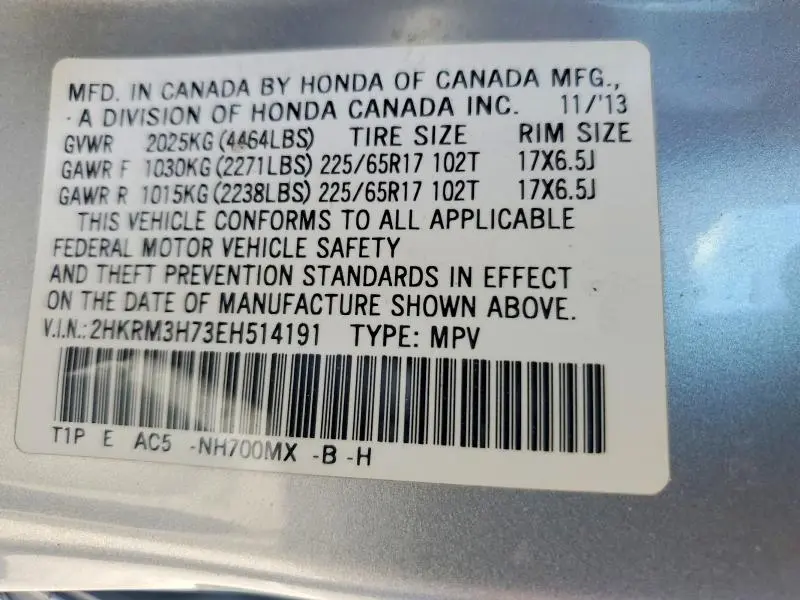 MFD. IN CANADA BY HONDA OF CANADA MFG.,
A DIVISION OF HONDA CANADA INC. 11/'13
GVWR 2025KG (4464LBS) TIRE SIZE RIM SIZE
GAWR F 1030KG (2271LBS) 225/65R17 102T 17X6.5J
GAWR R 1015KG (2238LBS) 225/65R17 102T 17X6.5J
THIS VEHICLE CONFORMS TO ALL APPLICABLE
FEDERAL MOTOR VEHICLE SAFETY
AND THEFT PREVENTION STANDARDS IN EFFECT
ON THE DATE OF MANUFACTURE SHOWN ABOVE.
V.I.N.: 2HKRM3H73EH514191 TYPE: MPV
T1P E AC5 -NH700MX -B -H